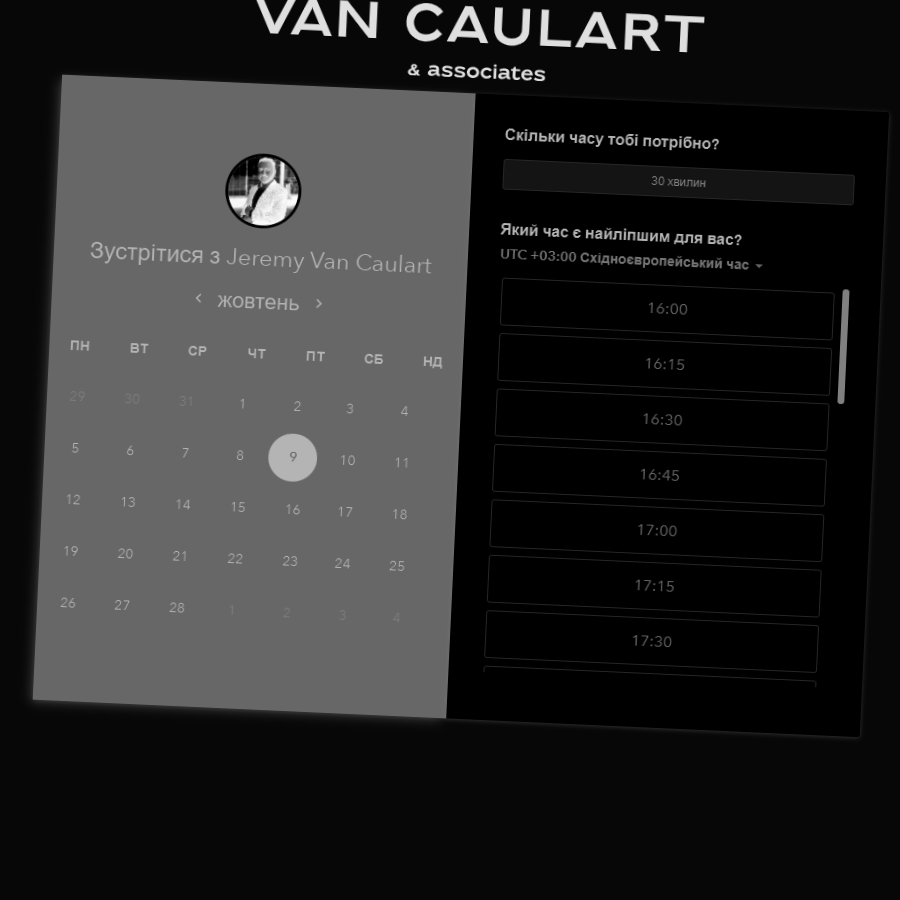 VAN CAULART
& associates
Зустрітися з Jeremy Van Caulart
жовтень
ПН ВТ СР ЧТ ПТ СБ НД
29 30 31 1 2 3 4
5 6 7 8 9 10 11
12 13 14 15 16 17 18
19 20 21 22 23 24 25
26 27 28 1 2 3 4
Скільки часу тобі потрібно?
30 хвилин
Який час є найліпшим для вас?
UTC +03:00 Східноєвропейський час
16:00
16:15
16:30
16:45
17:00
17:15
17:30